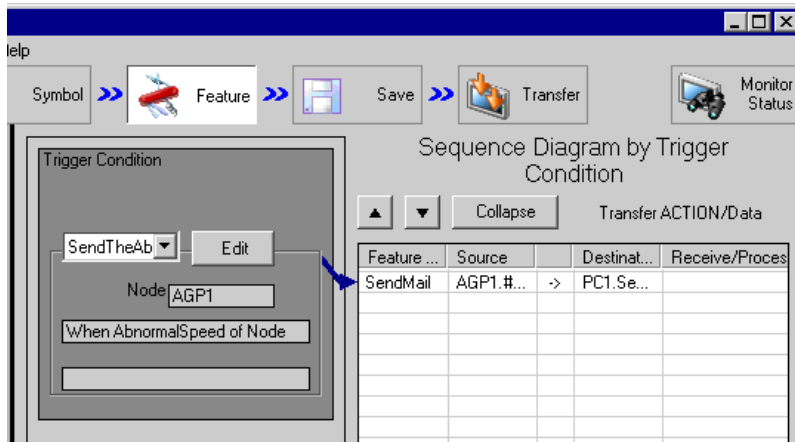 Help
Symbol
Feature
Save
Transfer
Monitor
Status
Trigger Condition
SendTheAb
Edit
Node AGP1
When AbnormalSpeed of Node
Sequence Diagram by Trigger
Condition
Collapse
Transfer ACTION/Data
Feature ... Source Destinat... Receive/Proces
SendMail AGP1.#... -> PC1.Se...